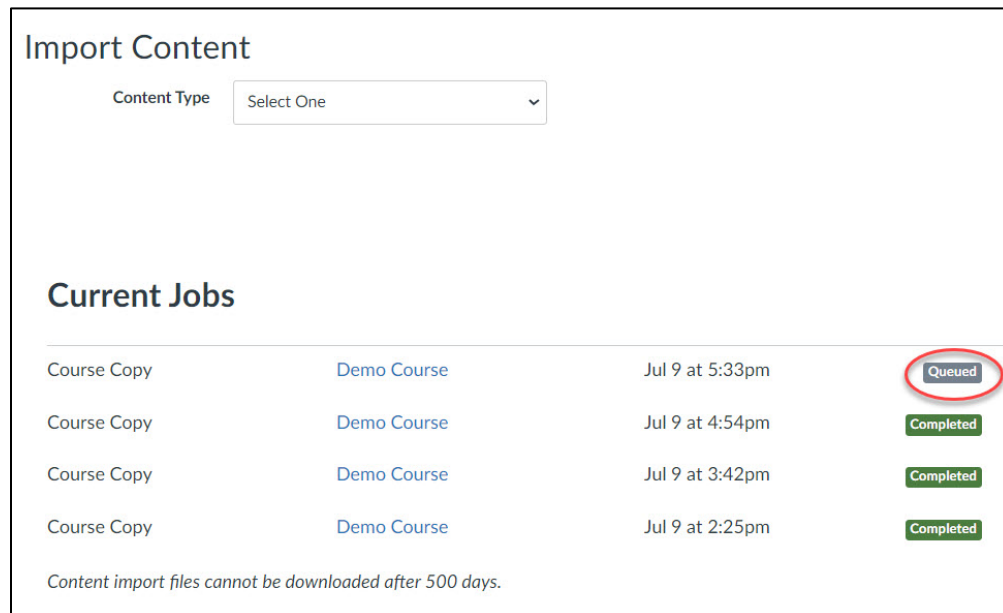 Import Content
Content Type Select One
Current Jobs
Course Copy Demo Course Jul 9 at 5:33pm Queued
Course Copy Demo Course Jul 9 at 4:54pm Completed
Course Copy Demo Course Jul 9 at 3:42pm Completed
Course Copy Demo Course Jul 9 at 2:25pm Completed
Content import files cannot be downloaded after 500 days.